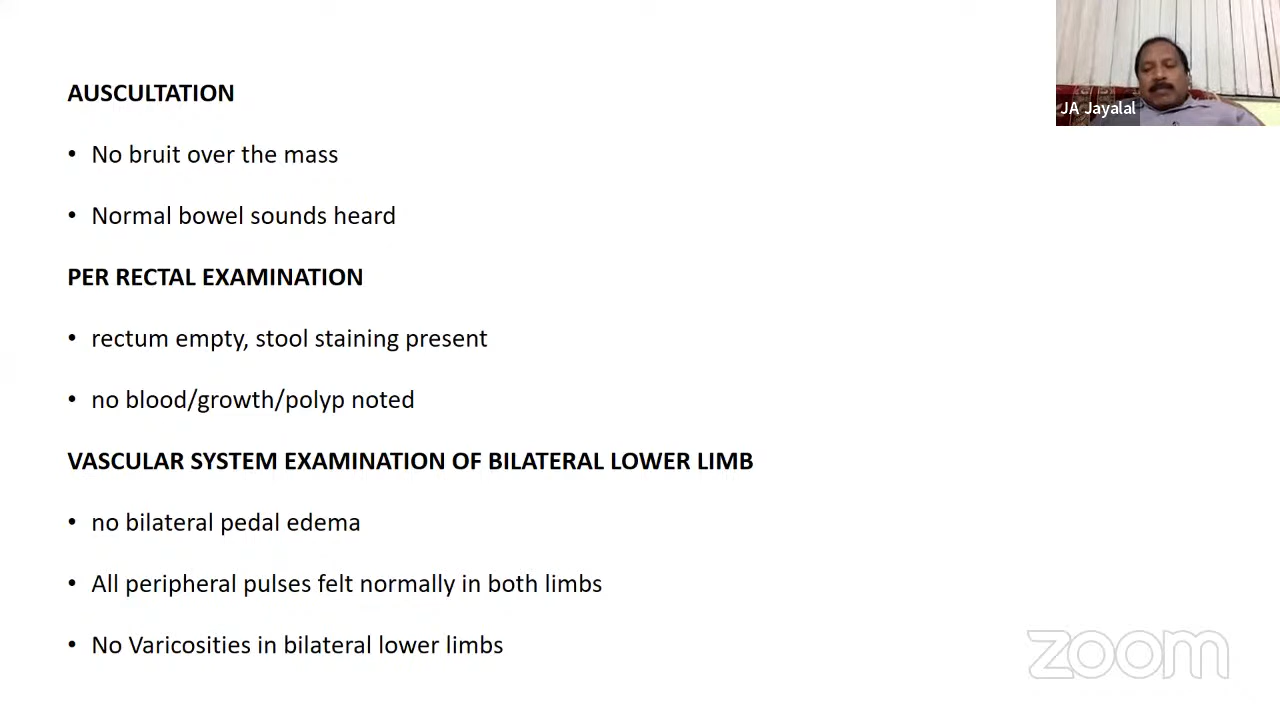 JA Jayalal
AUSCULTATION
• No bruit over the mass
• Normal bowel sounds heard
PER RECTAL EXAMINATION
• rectum empty, stool staining present
• no blood/growth/polyp noted
VASCULAR SYSTEM EXAMINATION OF BILATERAL LOWER LIMB
• no bilateral pedal edema
• All peripheral pulses felt normally in both limbs
• No Varicosities in bilateral lower limbs
zoom